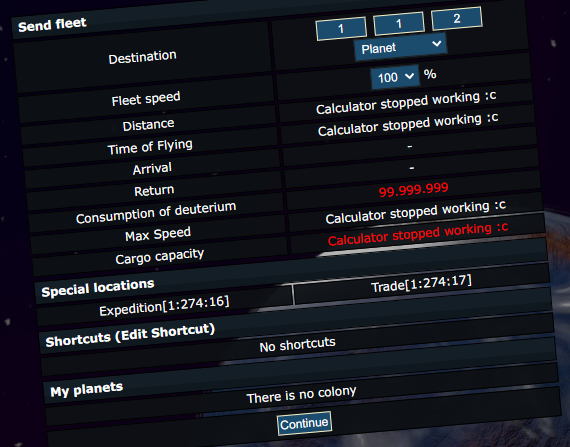 Send fleet
Destination 1 1 2
Planet
Fleet speed 100 %
Distance Calculator stopped working :c
Time of Flying Calculator stopped working :c
Arrival -
Return -
Consumption of deuterium 99.999.999
Max Speed Calculator stopped working :c
Cargo capacity Calculator stopped working :c
Special locations
Expedition[1:274:16] Trade[1:274:17]
Shortcuts (Edit Shortcut)
No shortcuts
My planets
There is no colony
Continue